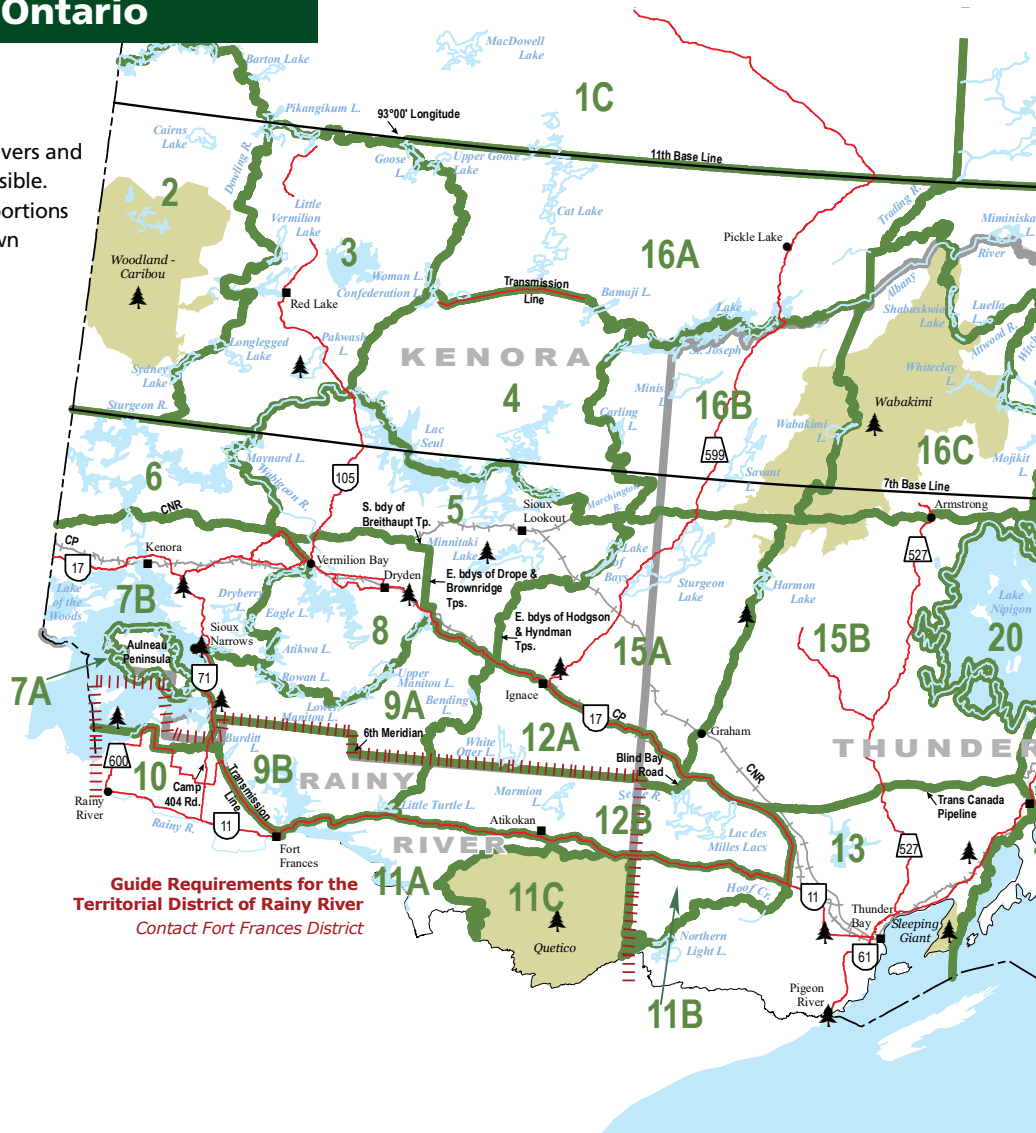 Ontario
MacDowell
Lake
Barton Lake
1C
Pikangikum L.
93°00' Longitude
11th Base Line
Cairns
Lake
vers and
sible.
ortions
wn
Dowling R.
Goose
L.
Upper Goose
Lake
Trading R.
2
Little
Vermilion
Lake
Cat Lake
Miminiska
L.
Woodland -
Caribou
3
Pickle Lake
16A
River
Woman L.
Confederation L.
Transmission
Line
Bamaji L.
Albany
Red Lake
Lake
St. Joseph
Shabuskwia
Lake
Luella
L.
Attwood R.
Longlegged
Lake
Pakwash
L.
KENORA
Whiteclay
L.
Sydney
Lake
Sturgeon R.
4
Minis
L.
16B
Wabakimi
Carling
L.
Wabakimi
L.
Lac
Seul
599
16C
Maynard L.
Wabigoon R.
6
105
Savant
L.
Mojikit
L.
7th Base Line
CNR
S. bdy of
Breithaupt Tp.
5
Sioux
Lookout
Marchington
R.
Armstrong
CP
Kenora
17
Vermilion Bay
Minnitaki
Lake
Lake
of
Bays
527
Lake
of the
Woods
7B
Dryberry
L.
Dryden
E. bdys of Drope &
Brownridge
Tps.
Sturgeon
Lake
Harmon
Lake
Lake
Nipigon
Eagle L.
8
E. bdys of Hodgson
& Hyndman
Tps.
Sioux
Narrows
Aulneau
Peninsula
Atikwa L.
15A
15B
20
7A
71
Rowan L.
Upper
Manitou L.
Ignace
Lower
Manitou L.
9A
Bending
L.
17
CP
6th Meridian
White
Otter L.
12A
Graham
Burditt
L.
Blind Bay
Road
THUNDER
600
10
9B
RAINY
CNR
Camp
404 Rd.
Transmission
Line
Marmion
L.
Trans Canada
Pipeline
Rainy
River
Rainy R.
11
Little Turtle L.
Atikokan
12B
Lac des
Milles Lacs
13
527
Fort
Frances
RIVER
11A
11C
Hoof Cr.
11
Guide Requirements for the
Territorial District of Rainy River
Contact Fort Frances District
Thunder
Bay
Sleeping
Giant
Quetico
Northern
Light L.
61
Pigeon
River
11B